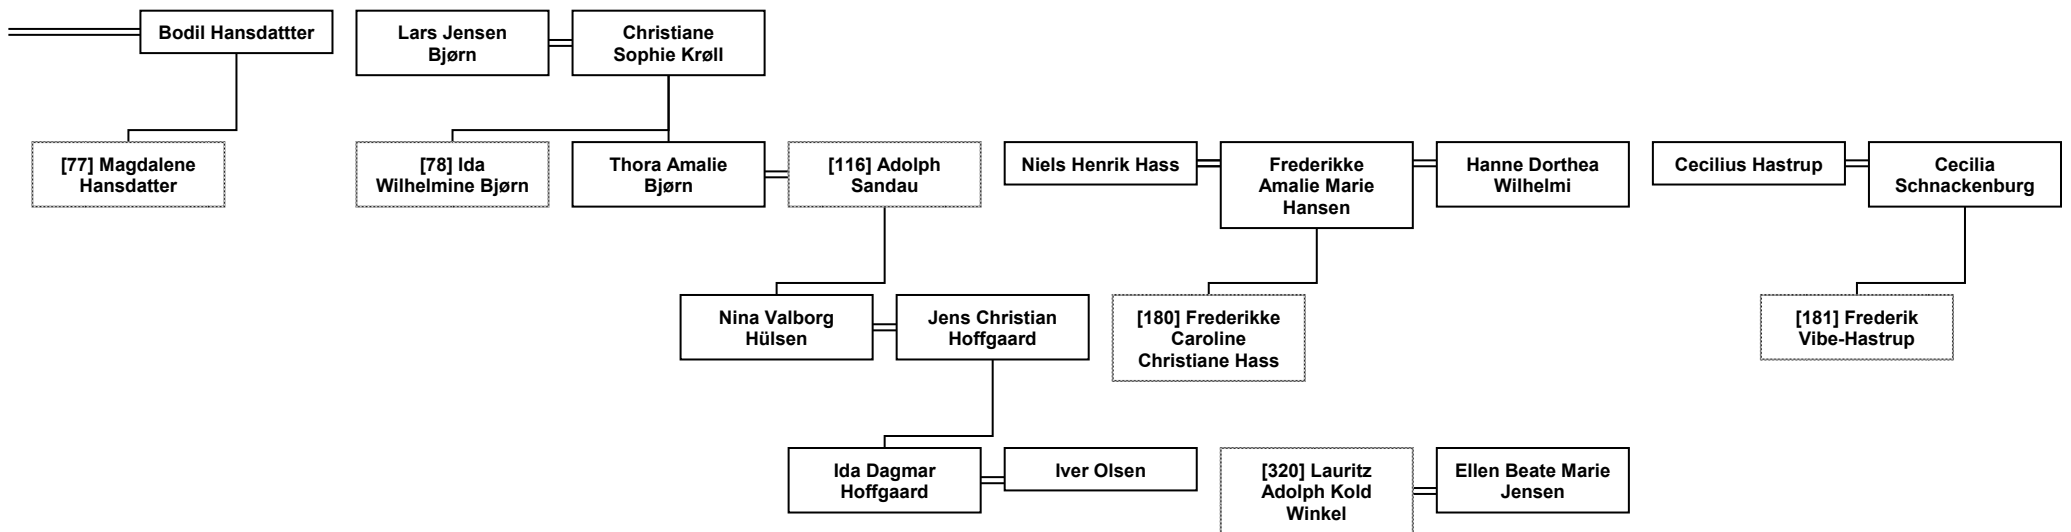 Bodil Hansdattter
Lars Jensen
Bjørn
Christiane
Sophie Krøll
[77] Magdalene
Hansdatter
[78] Ida
Wilhelmine Bjørn
Thora Amalie
Bjørn
[116] Adolph
Sandau
Niels Henrik Hass
Frederikke
Amalie Marie
Hansen
Hanne Dorthea
Wilhelmi
Cecilius Hastrup
Cecilia
Schnackenburg
Nina Valborg
Hülsen
Jens Christian
Hoffgaard
[180] Frederikke
Caroline
Christiane Hass
[181] Frederik
Vibe-Hastrup
Ida Dagmar
Hoffgaard
Iver Olsen
[320] Lauritz
Adolph Kold
Winkel
Ellen Beate Marie
Jensen